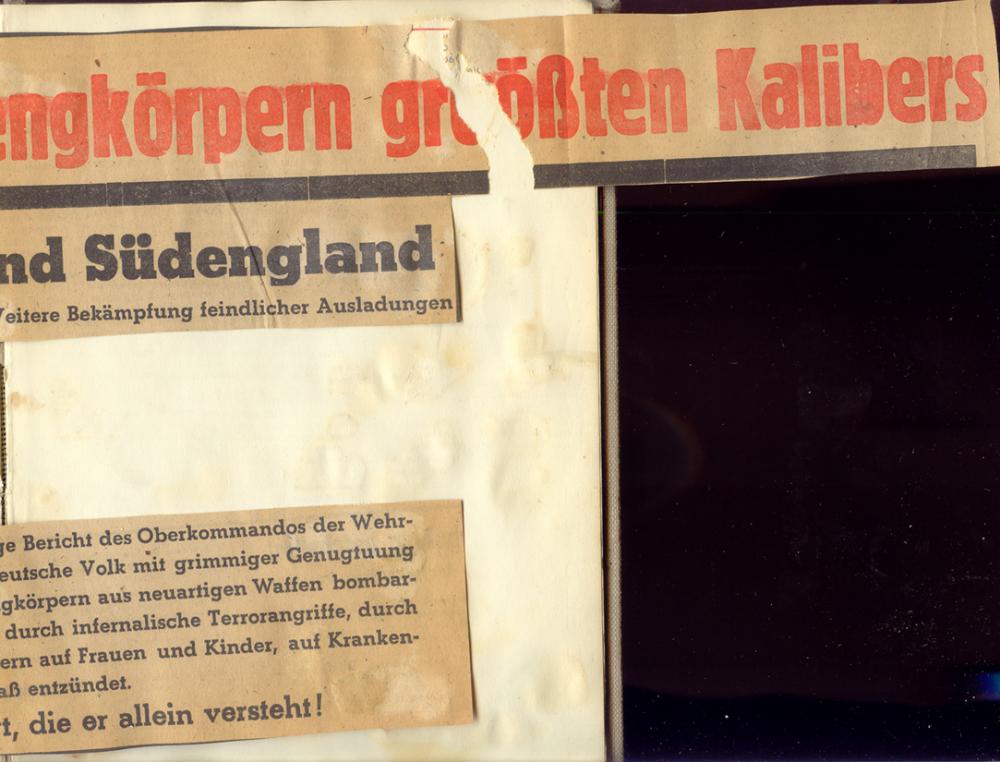 engkörpern größten Kalibers
nd Südengland
Weitere Bekämpfung feindlicher Ausladungen
ge Bericht des Oberkommandos der Wehr-
eutsche Volk mit grimmiger Genugtuung
gkörpern aus neuartigen Waffen bombar-
durch infernalische Terrorangriffe, durch
ern auf Frauen und Kinder, auf Kranken-
aß entzündet.
t, die er allein versteht!